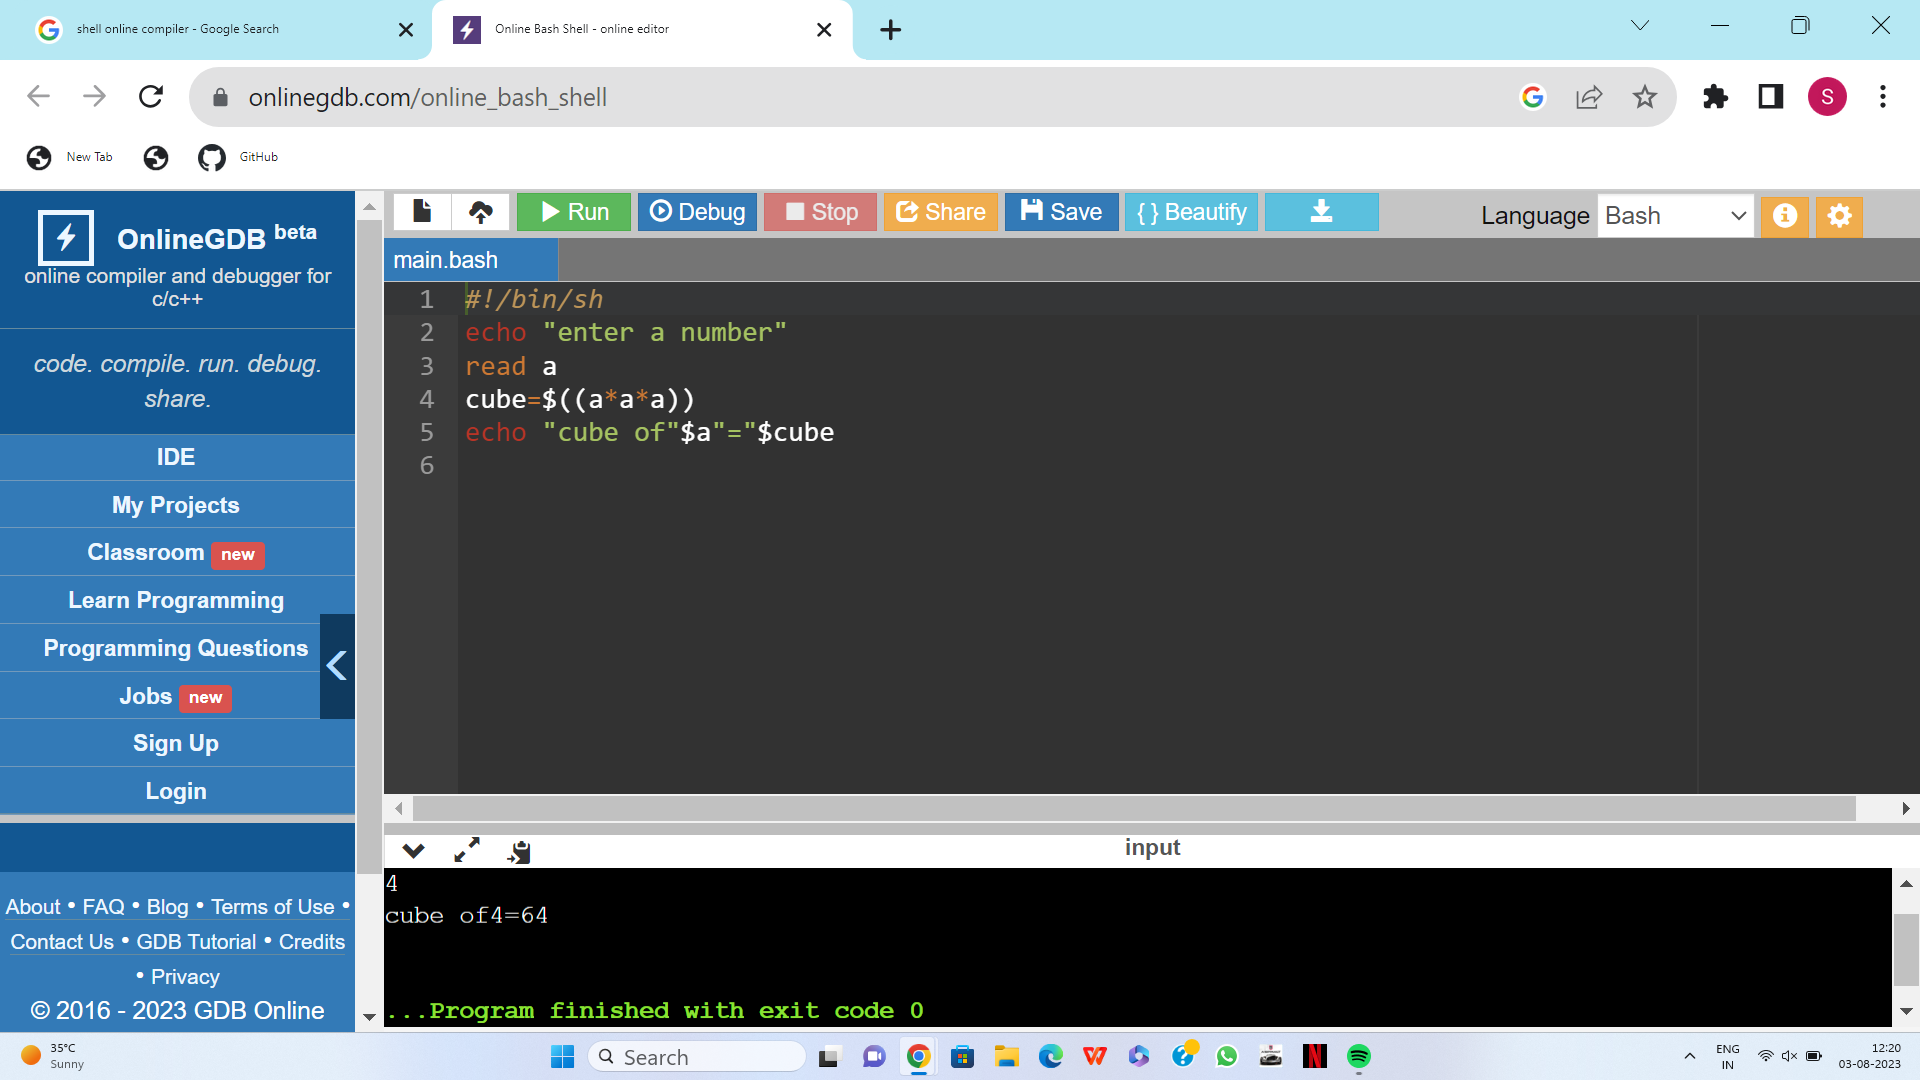 shell online compiler - Google Search
Online Bash Shell - online editor
onlinegdb.com/online_bash_shell
S
New Tab
GitHub
OnlineGDB beta
online compiler and debugger for
c/c++
code. compile. run. debug.
share.
IDE
My Projects
Classroom new
Learn Programming
Programming Questions
Jobs new
Sign Up
Login
About • FAQ • Blog • Terms of Use •
Contact Us • GDB Tutorial • Credits
• Privacy
© 2016 - 2023 GDB Online
Run
Debug
Stop
Share
Save
{ } Beautify
Language
Bash
main.bash
1 #!/bin/sh
2 echo "enter a number"
3 read a
4 cube=$((a*a*a))
5 echo "cube of"$a"="$cube
6
input
4
cube of4=64
...Program finished with exit code 0
35°C
Sunny
Search
ENG
IN
12:20
03-08-2023